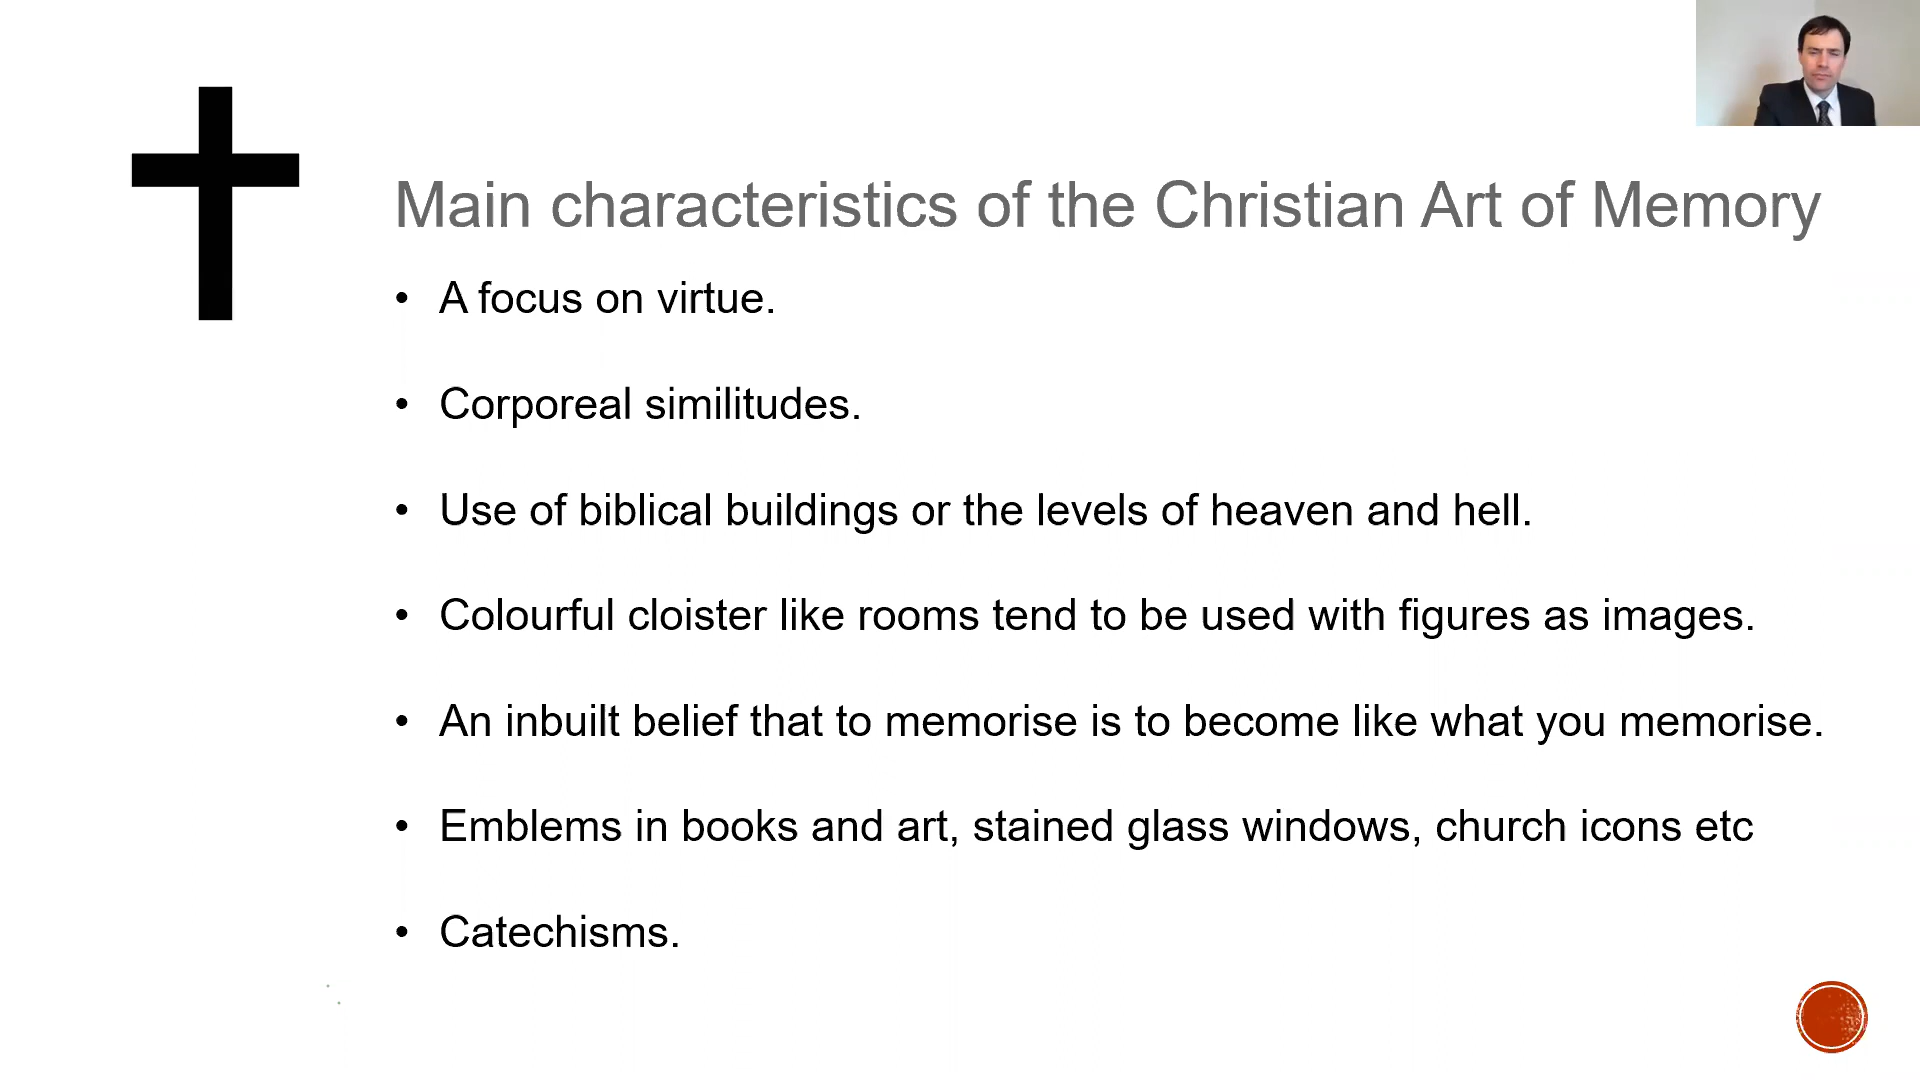 Main characteristics of the Christian Art of Memory
• A focus on virtue.
• Corporeal similitudes.
• Use of biblical buildings or the levels of heaven and hell.
• Colourful cloister like rooms tend to be used with figures as images.
• An inbuilt belief that to memorise is to become like what you memorise.
• Emblems in books and art, stained glass windows, church icons etc
• Catechisms.